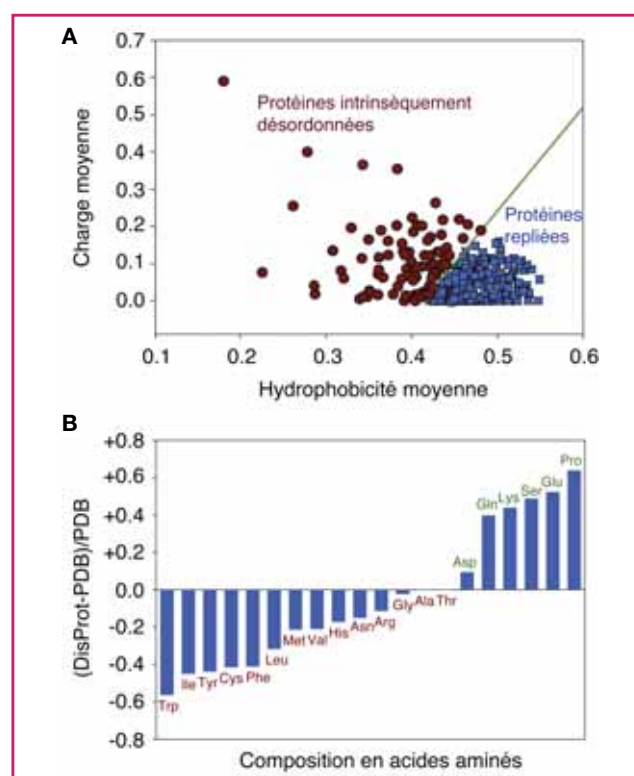 A
0.7
0.6
0.5
0.4
0.3
0.2
0.1
0.0
Charge moyenne
Protéines intrinsèquement
désordonnées
Protéines
repliées
0.1 0.2 0.3 0.4 0.5 0.6
Hydrophobicité moyenne
B
+0.8
+0.6
+0.4
+0.2
0.0
-0.2
-0.4
-0.6
-0.8
(DisProt-PDB)/PDB
Trp Ile Tyr Cys Phe Leu Met Val His Asn Arg Gly Ala Thr Asp Gln Lys Ser Glu Pro
Composition en acides aminés